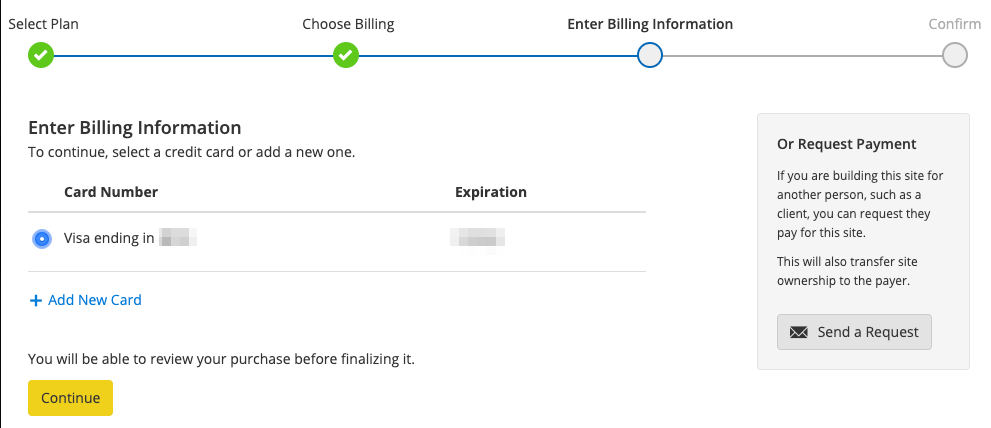 Select Plan
Choose Billing
Enter Billing Information
Confirm
Enter Billing Information
To continue, select a credit card or add a new one.
Card Number
Expiration
Visa ending in
+ Add New Card
You will be able to review your purchase before finalizing it.
Continue
Or Request Payment
If you are building this site for
another person, such as a
client, you can request they
pay for this site.
This will also transfer site
ownership to the payer.
Send a Request